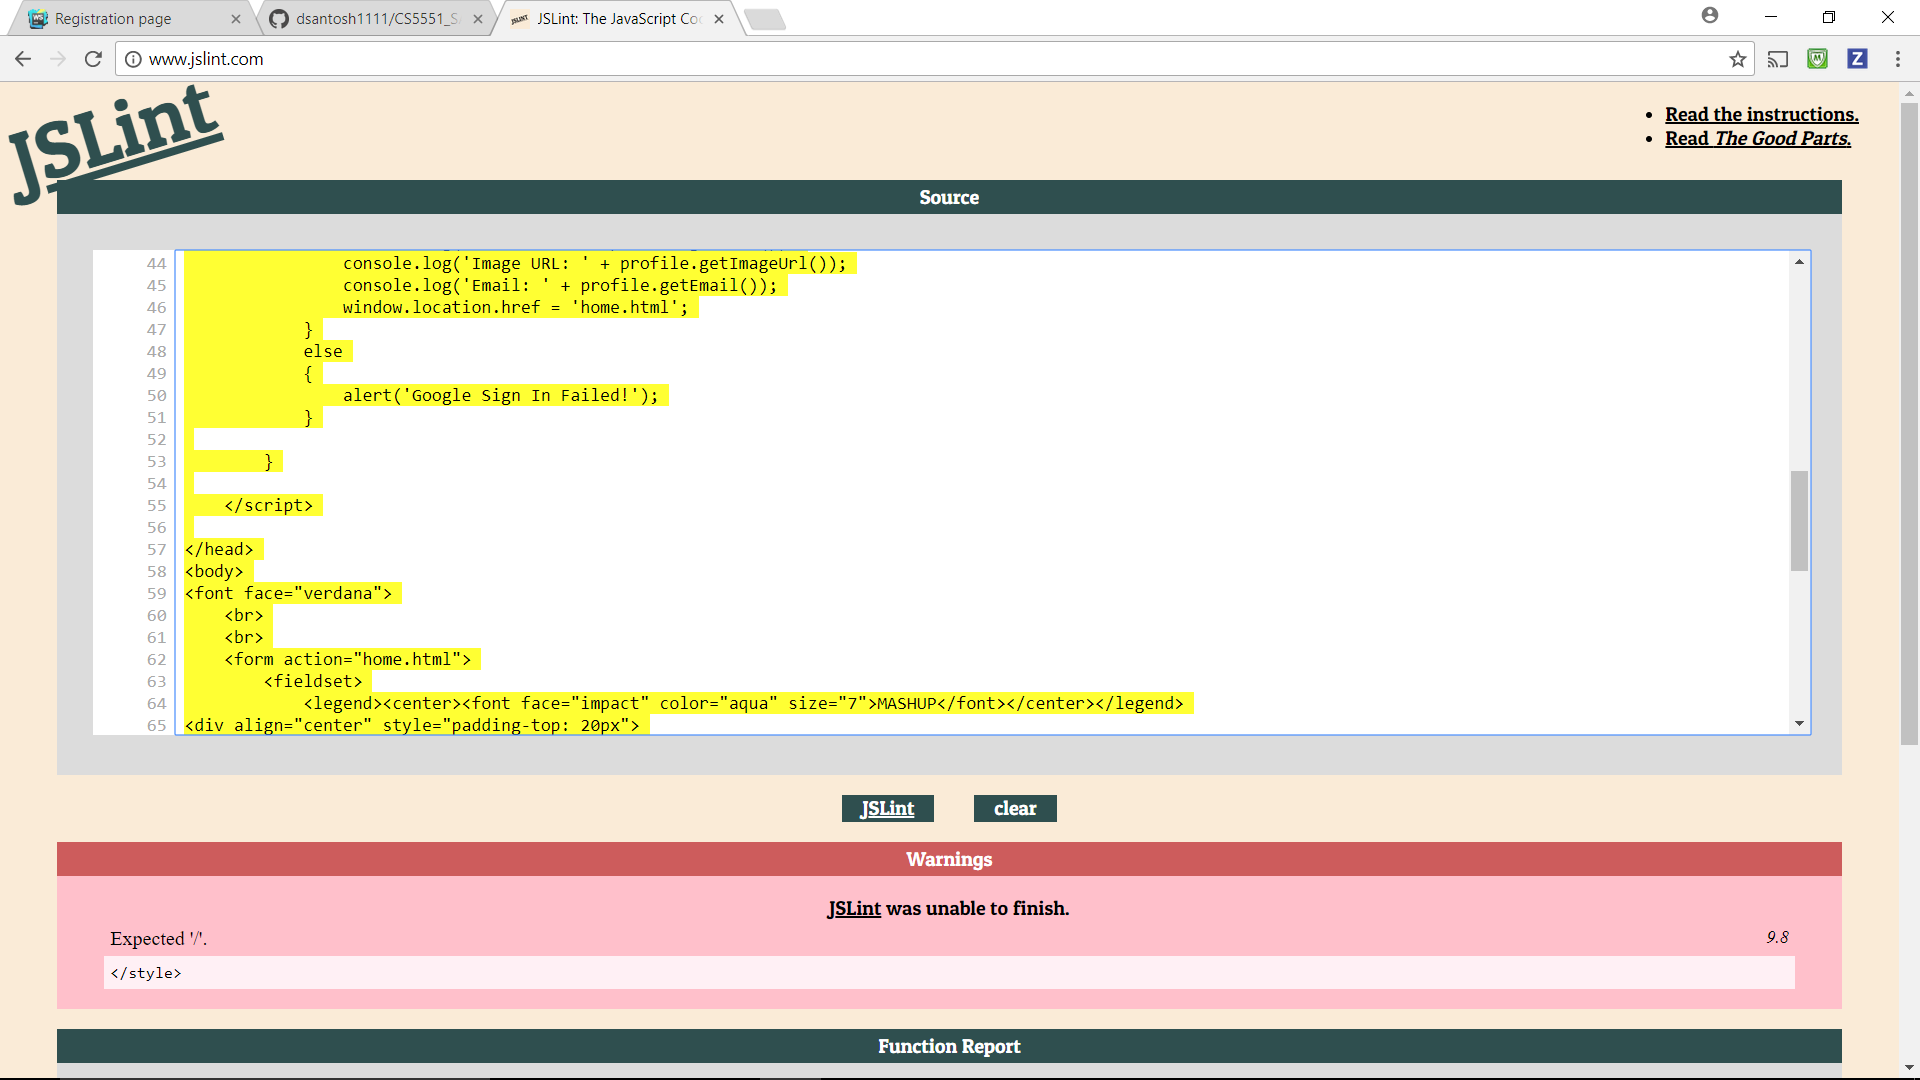 Registration page
dsantosh1111/CS5551_S
JSLint: The JavaScript Co
www.jslint.com
JSLint
Read the instructions.
Read The Good Parts.
Source
44 console.log('Image URL: ' + profile.getImageUrl());
45 console.log('Email: ' + profile.getEmail());
46 window.location.href = 'home.html';
47 }
48 else
49 {
50 alert('Google Sign In Failed!');
51 }
52
53 }
54
55 </script>
56
57 </head>
58 <body>
59 <font face="verdana">
60 <br>
61 <br>
62 <form action="home.html">
63 <fieldset>
64 <legend><center><font face="impact" color="aqua" size="7">MASHUP</font></center></legend>
65 <div align="center" style="padding-top: 20px">
JSLint clear
Warnings
JSLint was unable to finish.
Expected '/'. 9.8
</style>
Function Report